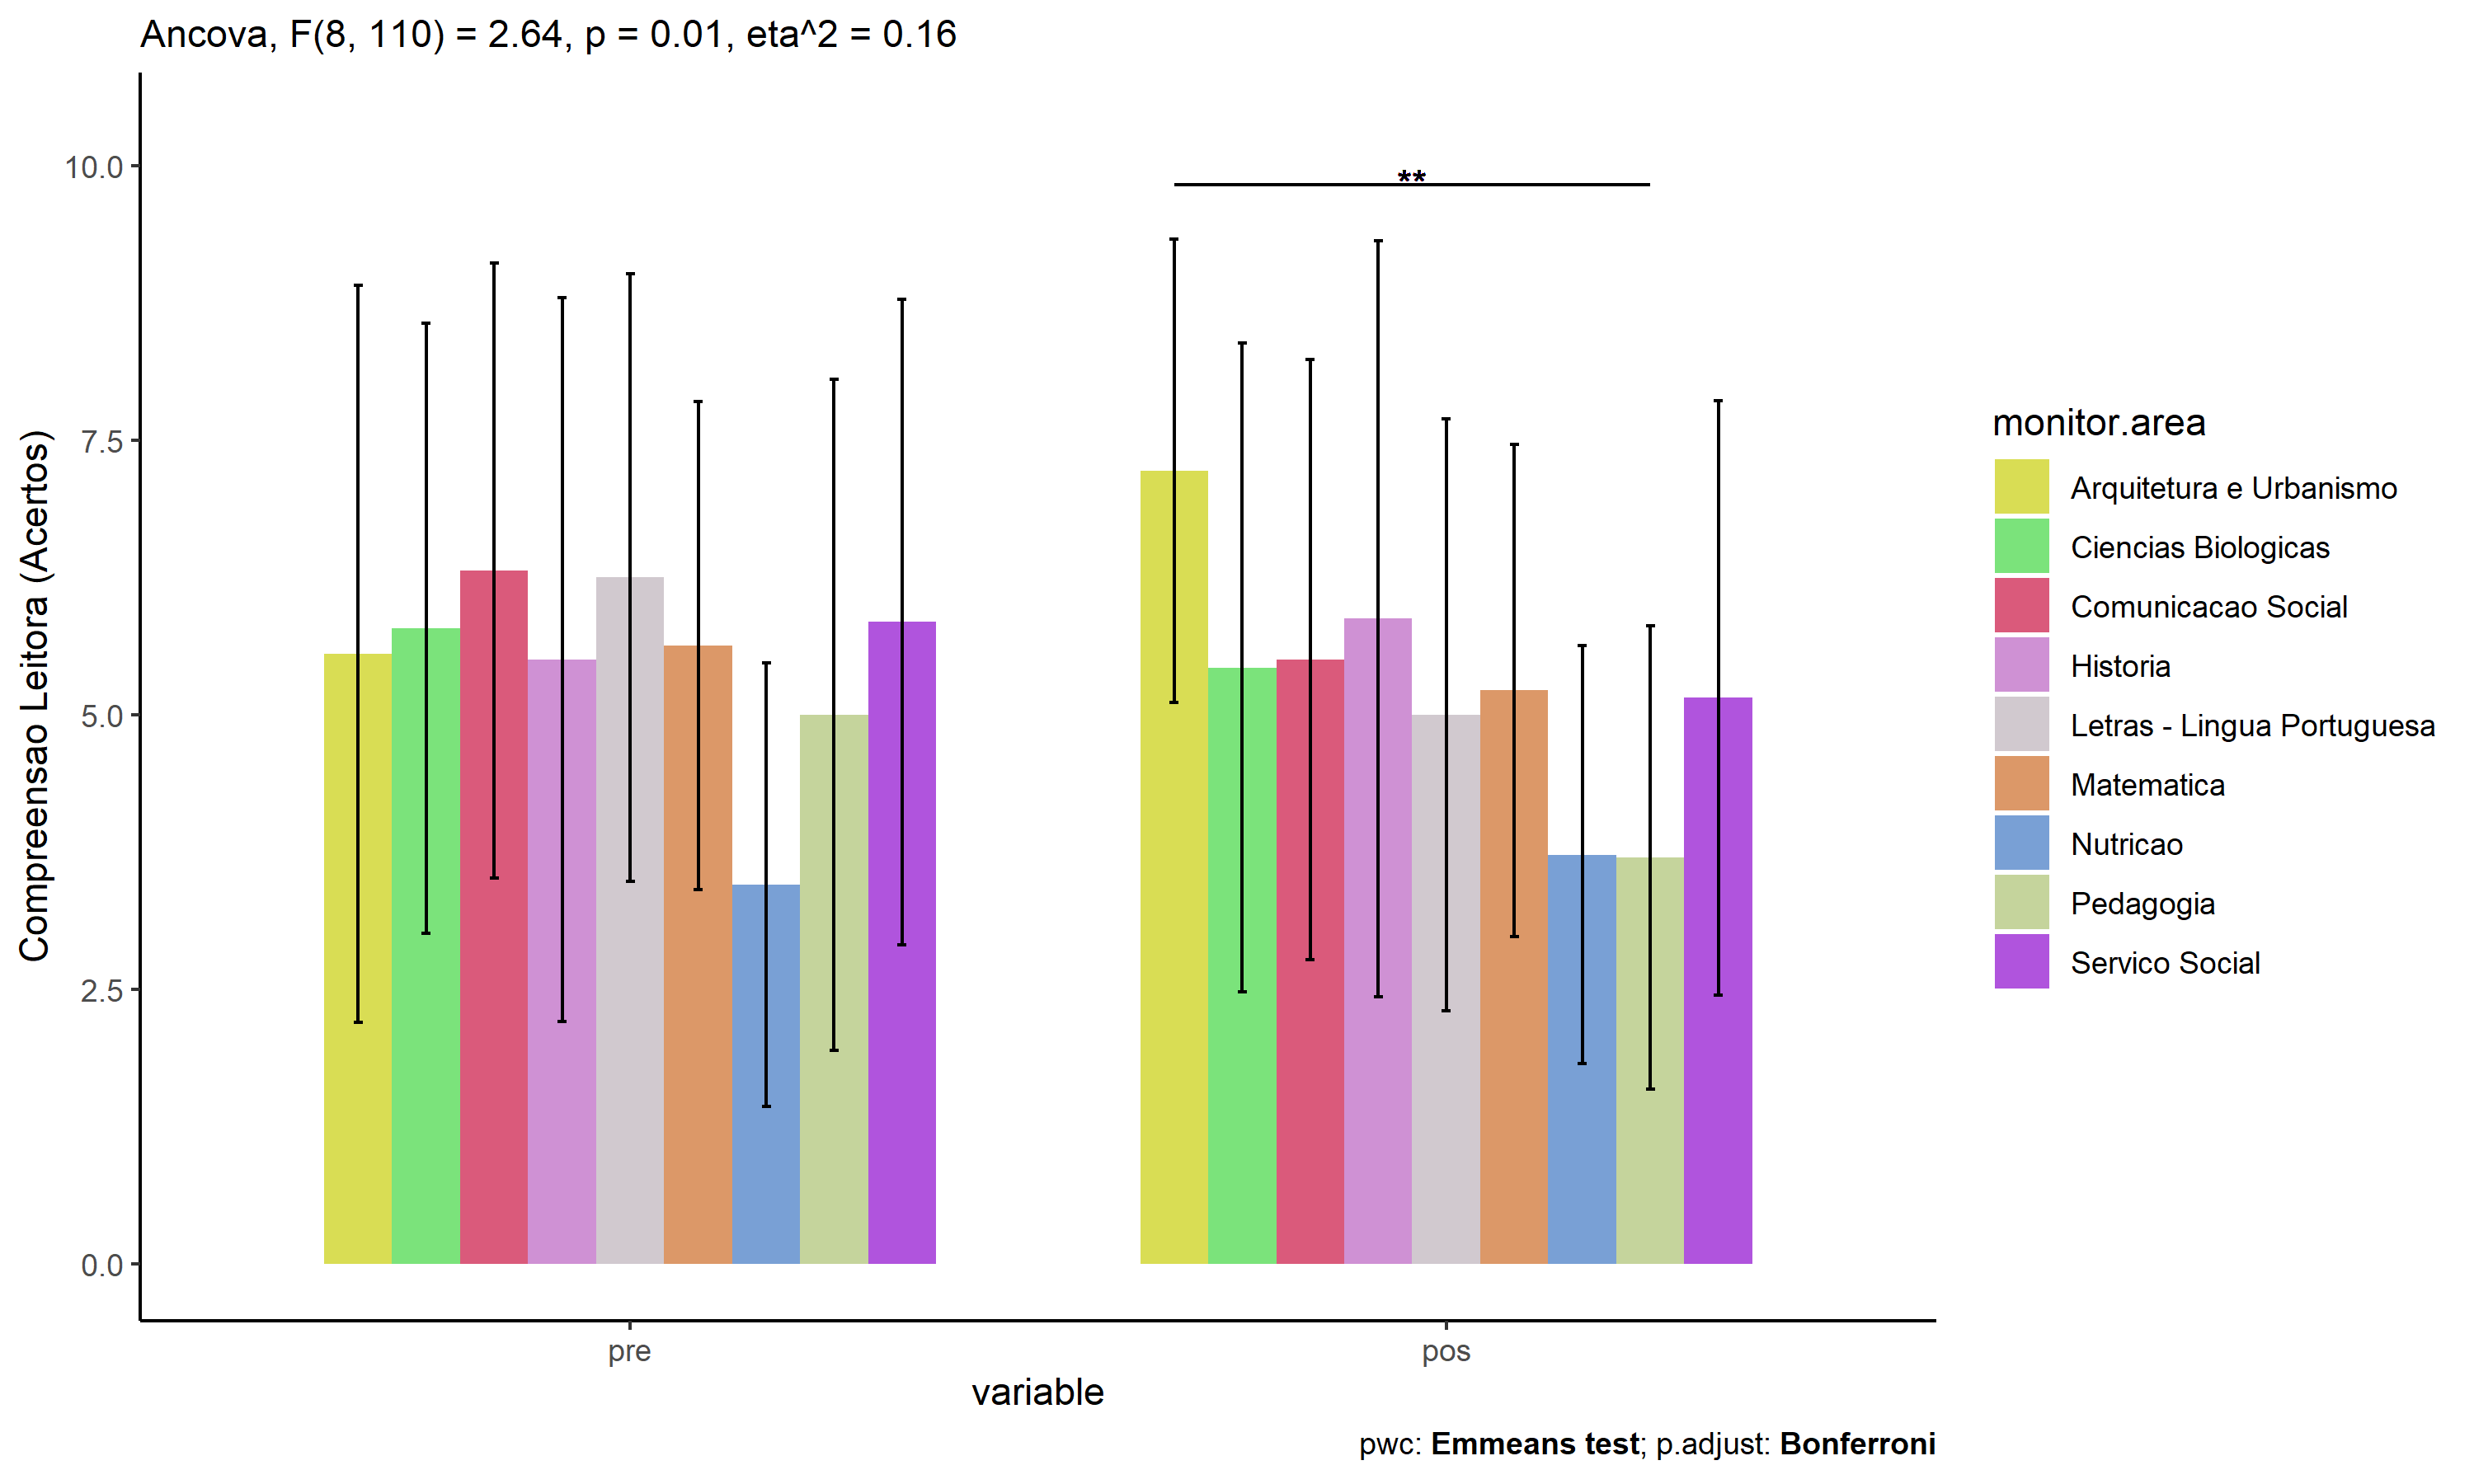 Ancova, F(8, 110) = 2.64, p = 0.01, eta^2 = 0.16
Compreensao Leitora (Acertos)
10.0
7.5
5.0
2.5
0.0
**
pre
pos
variable
monitor.area
Arquitetura e Urbanismo
Ciencias Biologicas
Comunicacao Social
Historia
Letras - Lingua Portuguesa
Matematica
Nutricao
Pedagogia
Servico Social
pwc: Emmeans test; p.adjust: Bonferroni